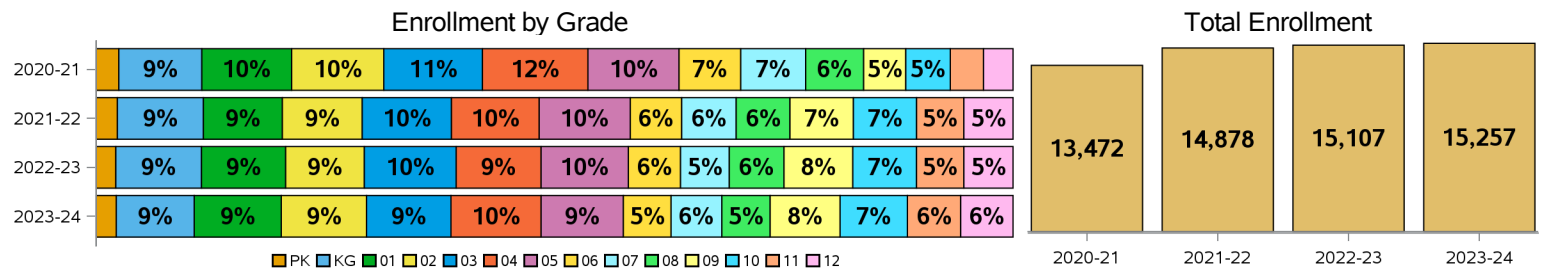 Enrollment by Grade
2020-21 9% 10% 10% 11% 12% 10% 7% 7% 6% 5% 5%
2021-22 9% 9% 9% 10% 10% 10% 6% 6% 6% 7% 7% 5% 5%
2022-23 9% 9% 9% 10% 9% 10% 6% 5% 6% 8% 7% 5% 5%
2023-24 9% 9% 9% 9% 10% 9% 5% 6% 5% 8% 7% 6% 6%
PK KG 01 02 03 04 05 06 07 08 09 10 11 12
Total Enrollment
13,472 14,878 15,107 15,257
2020-21 2021-22 2022-23 2023-24